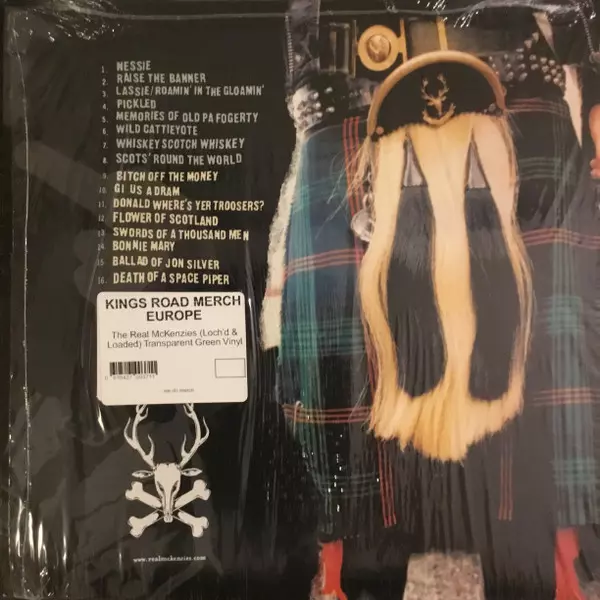 1. NESSIE
2. RAISE THE BANNER
3. LASSIE/ROAMIN' IN THE GLOAMIN'
4. PICKLED
5. MEMORIES OF OLD PA FOGERTY
6. WILD CATTIEYOTE
7. WHISKEY SCOTCH WHISKEY
8. SCOTS' ROUND THE WORLD
9. BITCH OFF THE MONEY
10. GI US A DRAM
11. DONALD WHERE'S YER TROOSERS?
12. FLOWER OF SCOTLAND
13. SWORDS OF A THOUSAND MEN
14. BONNIE MARY
15. BALLAD OF JON SILVER
16. DEATH OF A SPACE PIPER
KINGS ROAD MERCH
EUROPE
The Real McKenzies (Loch'd &
Loaded) Transparent Green Vinyl
www.realmckenzies.com